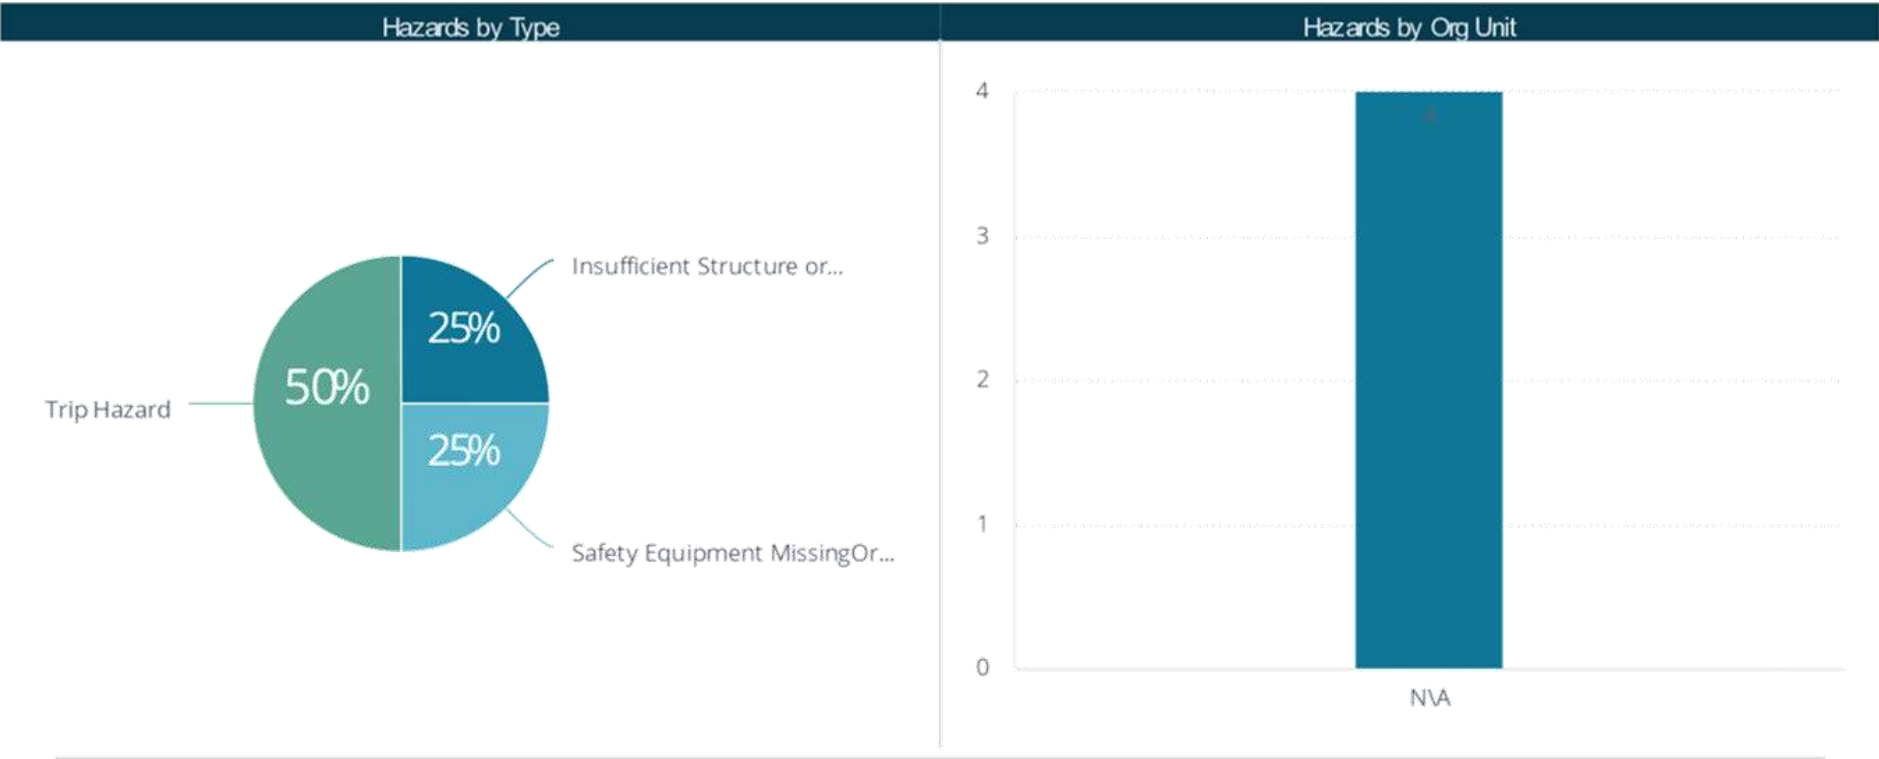 Hazards by Type
Insufficient Structure or...
25%
50%
Trip Hazard
25%
Safety Equipment MissingOr...
Hazards by Org Unit
4
4
3
2
1
0
N\A